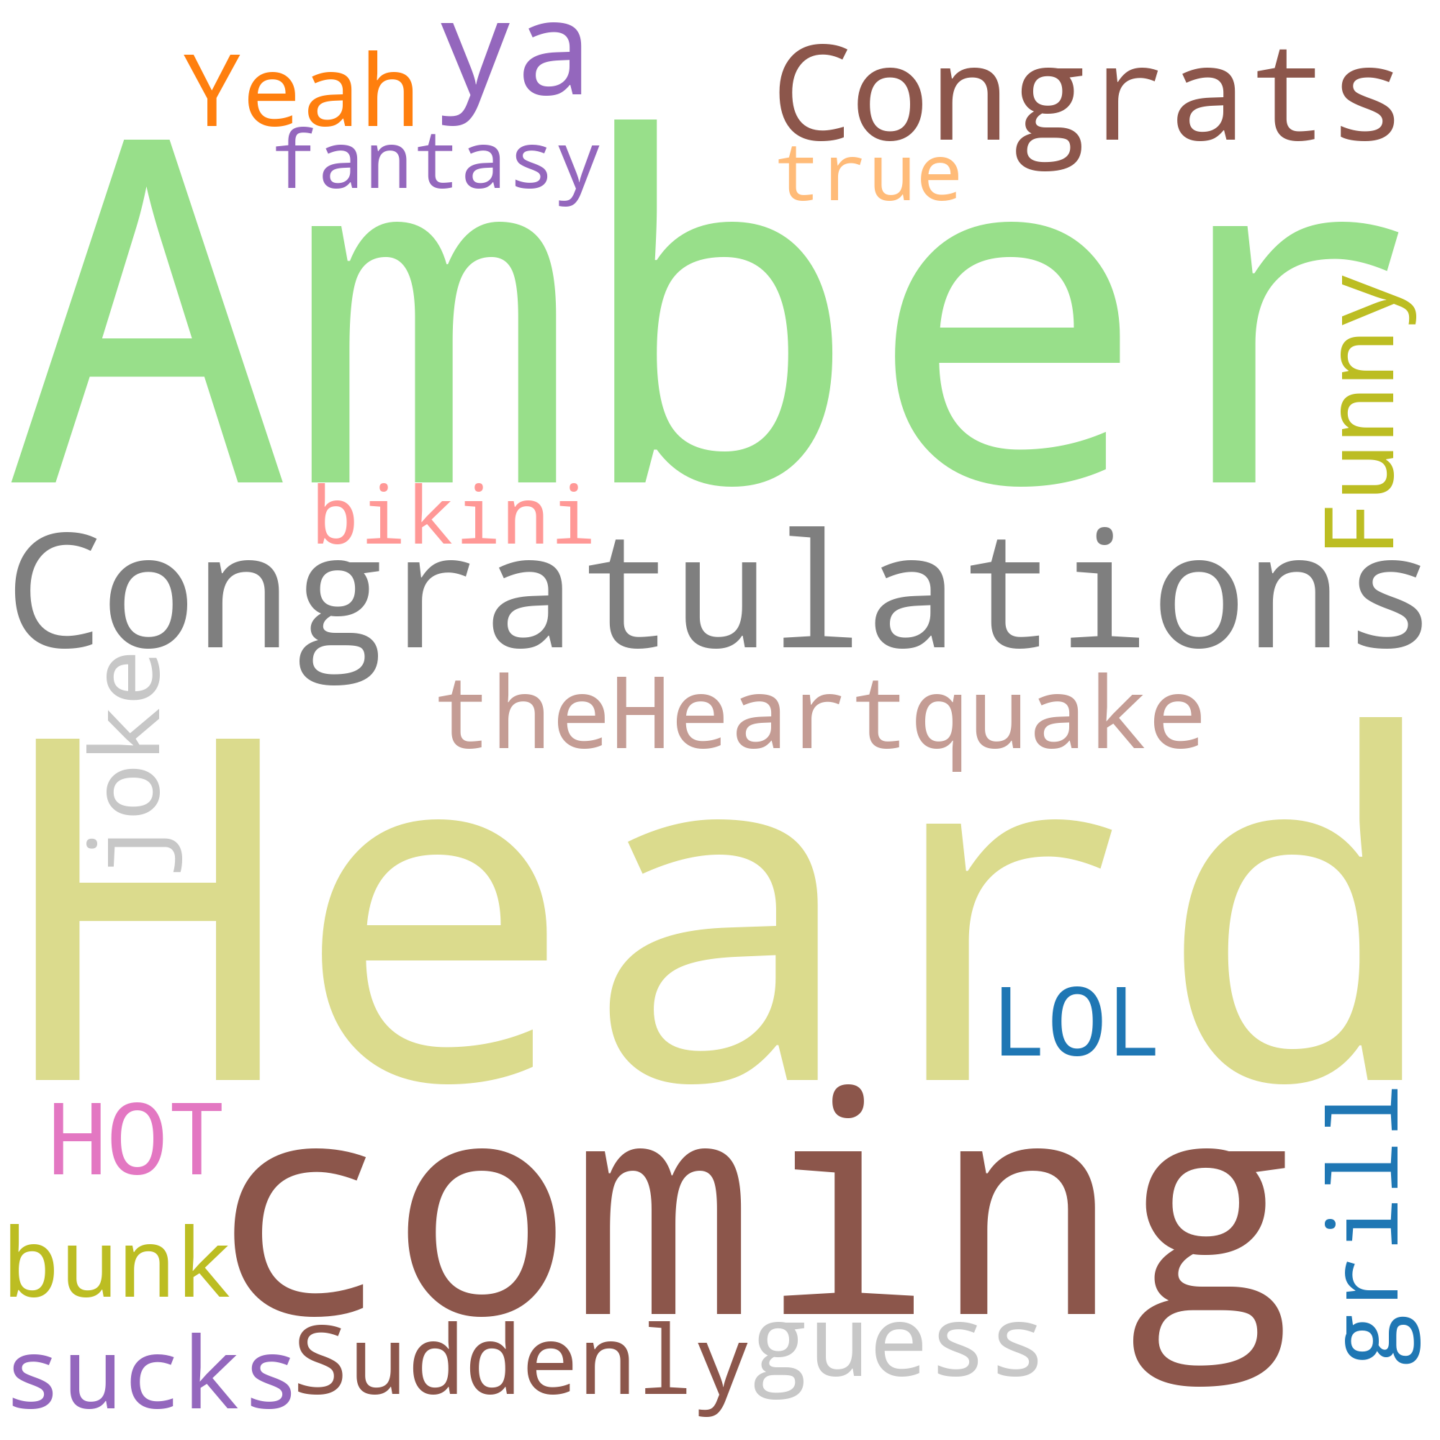 ya
Yeah
Congrats
fantasy
true
Amber
Funny
bikini
Congratulations
joke
theHeartquake
Heard
LOL
HOT
coming
grill
bunk
sucks
Suddenly
guess